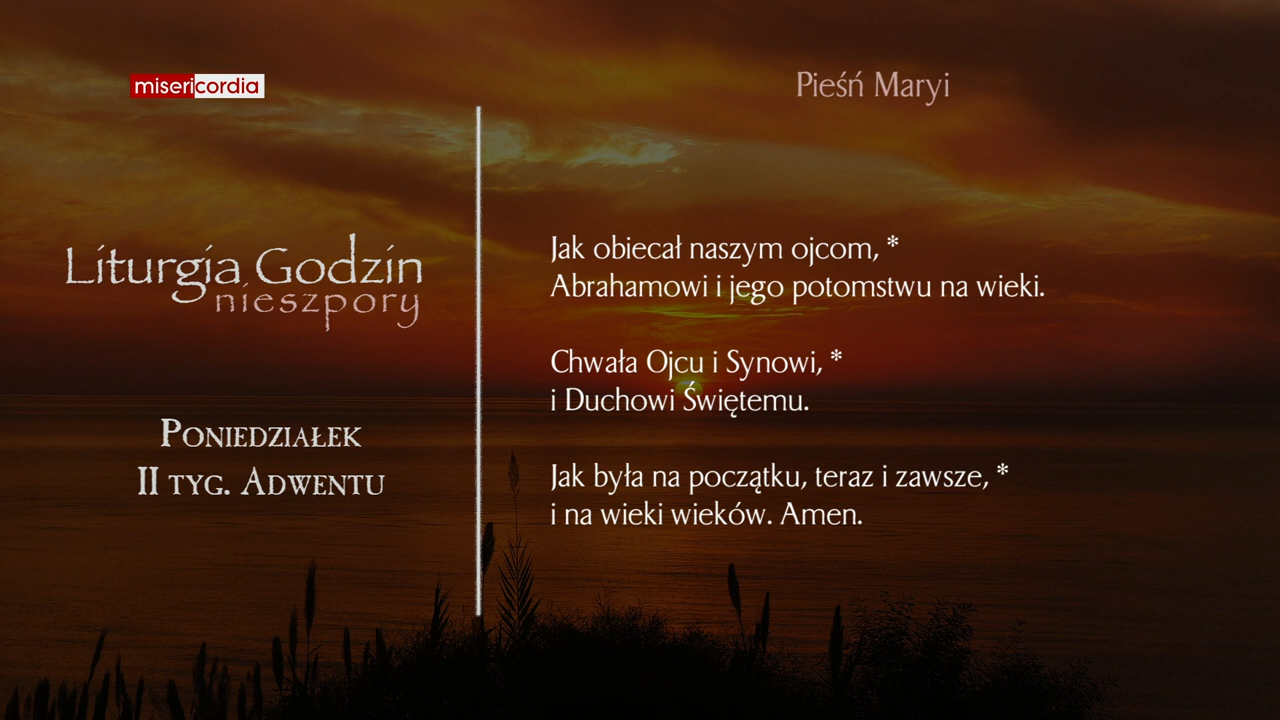 misericordia
Pieśń Maryi
Liturgia Godzin
nieszpory
Poniedziałek
II tyg. Adwentu
Jak obiecał naszym ojcom, *
Abrahamowi i jego potomstwu na wieki.
Chwała Ojcu i Synowi, *
i Duchowi Świętemu.
Jak była na początku, teraz i zawsze, *
i na wieki wieków. Amen.